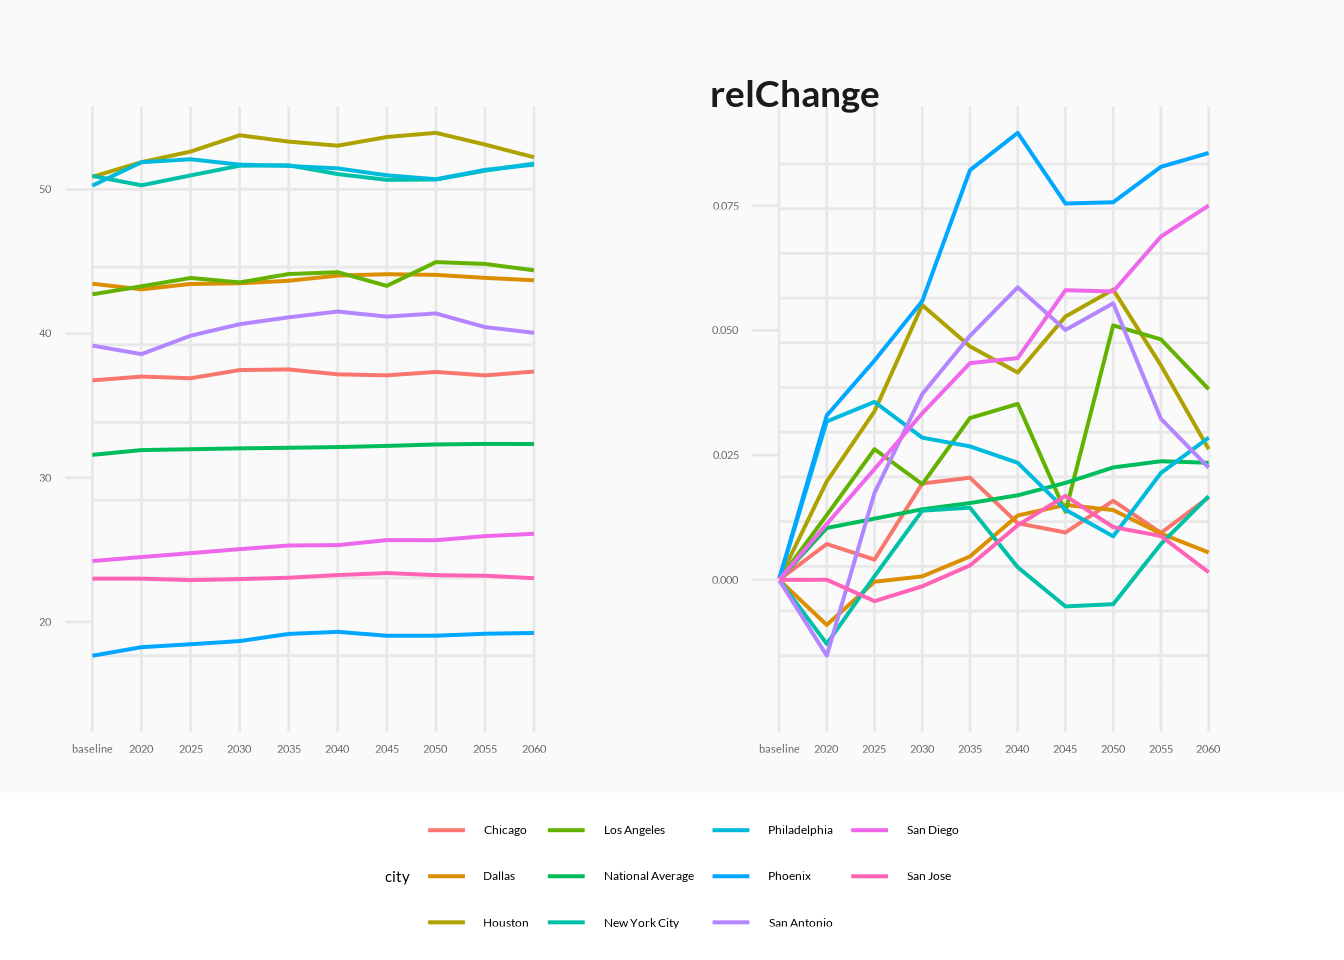 relChange
50
40
30
20
baseline 2020 2025 2030 2035 2040 2045 2050 2055 2060
0.075
0.050
0.025
0.000
baseline 2020 2025 2030 2035 2040 2045 2050 2055 2060
city
Chicago Los Angeles Philadelphia San Diego
Dallas National Average Phoenix San Jose
Houston New York City San Antonio